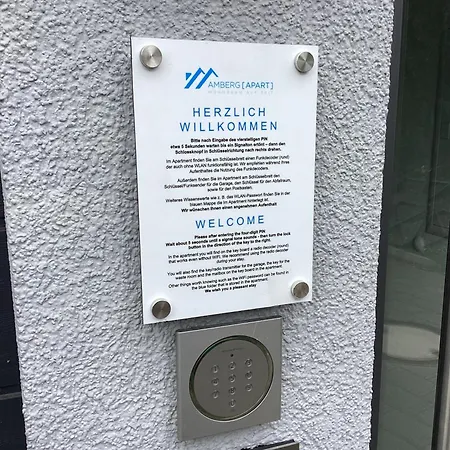 AMBERG [APART]
HERZLICH
WILLKOMMEN
Bitte nach Eingabe des vierstelligen PIN
etwa 5 Sekunden warten bis ein Signalton ertönt – dann den
Schlossknopf in Schlüsselrichtung nach rechts drehen.
Im Apartment finden Sie am Schlüsselbrett einen Funkdecoder (rund)
der auch ohne WLAN funktionsfähig ist. Wir empfehlen während Ihres
Aufenthaltes die Nutzung des Funkdecoders.
Außerdem finden Sie im Apartment am Schlüsselbrett den
Schlüssel/Funksender für die Garage, den Schlüssel für den Abfallraum,
sowie für den Postkasten.
Weiteres Wissenswerte wie z. B. das WLAN-Passwort finden Sie in der
blauen Mappe die im Apartment hinterlegt ist.
Wir wünschen Ihnen einen angenehmen Aufenthalt
WELCOME
Please after entering the four-digit PIN
Wait about 5 seconds until a signal tone sounds – then turn the lock
button in the direction of the key to the right.
In the apartment you will find on the key board a radio decoder (round)
that works even without WIFI. We recommend using the radio decoder
during your stay.
You will also find the key/radio transmitter for the garage, the key for the
waste room and the mailbox on the key board in the apartment.
Other things worth knowing such as the WIFI password can be found in
the blue folder that is stored in the apartment.
We wish you a pleasant stay